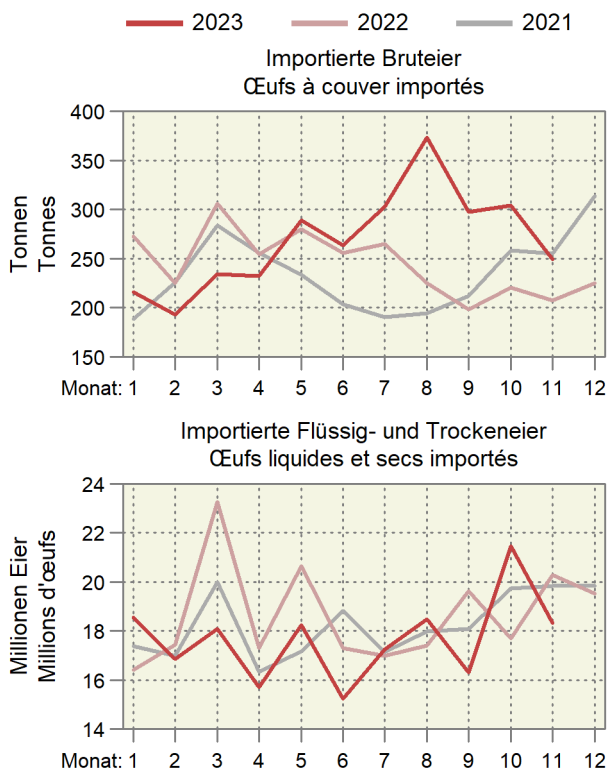 2023 2022 2021
Importierte Bruteier
Œufs à couver importés
Tonnen
Tonnes
400
350
300
250
200
150
Monat: 1 2 3 4 5 6 7 8 9 10 11 12
Importierte Flüssig- und Trockeneier
Œufs liquides et secs importés
Millionen Eier
Millions d'œufs
24
22
20
18
16
14
Monat: 1 2 3 4 5 6 7 8 9 10 11 12